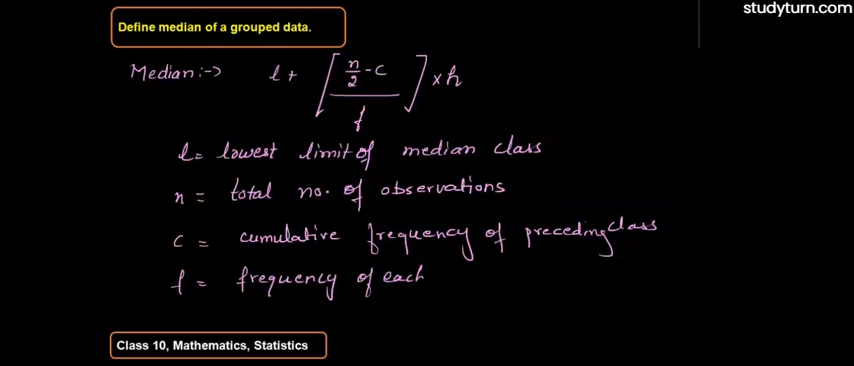 studyturn.com
Define median of a grouped data.
Median:-> l + [ (n/2 - c) / f ] × h
l = lowest limit of median class
n = total no. of observations
c = cumulative frequency of preceding class
f = frequency of each
Class 10, Mathematics, Statistics